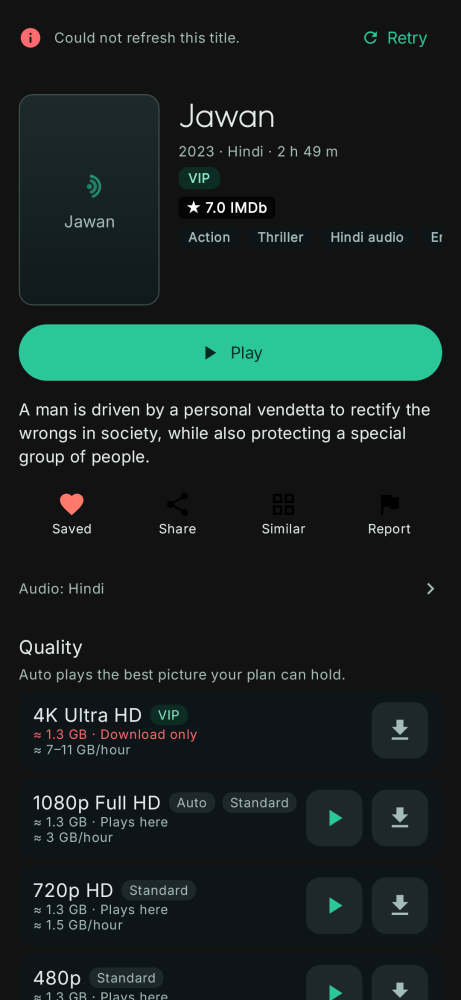 Could not refresh this title.
Retry
Jawan
Jawan
2023 · Hindi · 2 h 49 m
VIP
★ 7.0 IMDb
Action Thriller Hindi audio
Play
A man is driven by a personal vendetta to rectify the
wrongs in society, while also protecting a special
group of people.
Saved Share Similar Report
Audio: Hindi
Quality
Auto plays the best picture your plan can hold.
4K Ultra HD VIP
≈ 1.3 GB · Download only
≈ 7–11 GB/hour
1080p Full HD Auto Standard
≈ 1.3 GB · Plays here
≈ 3 GB/hour
720p HD Standard
≈ 1.3 GB · Plays here
≈ 1.5 GB/hour
480p Standard
≈ 1.3 GB · Plays here